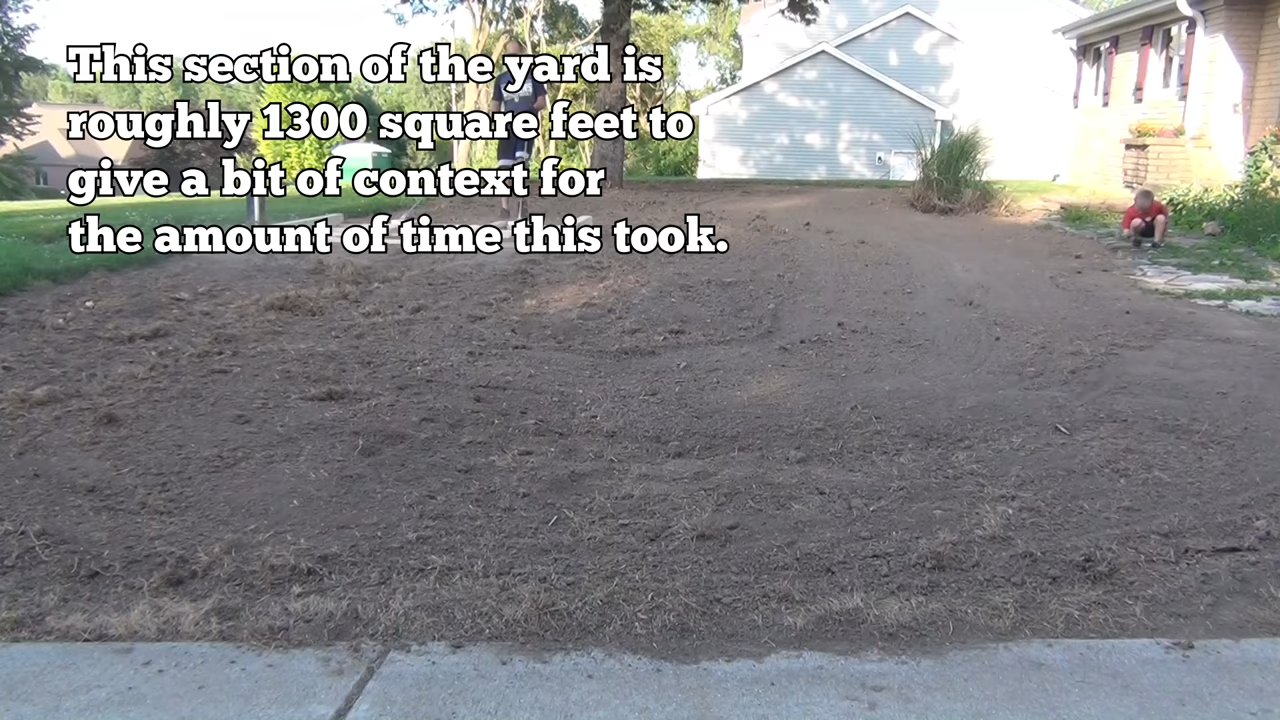 This section of the yard is
roughly 1300 square feet to
give a bit of context for
the amount of time this took.